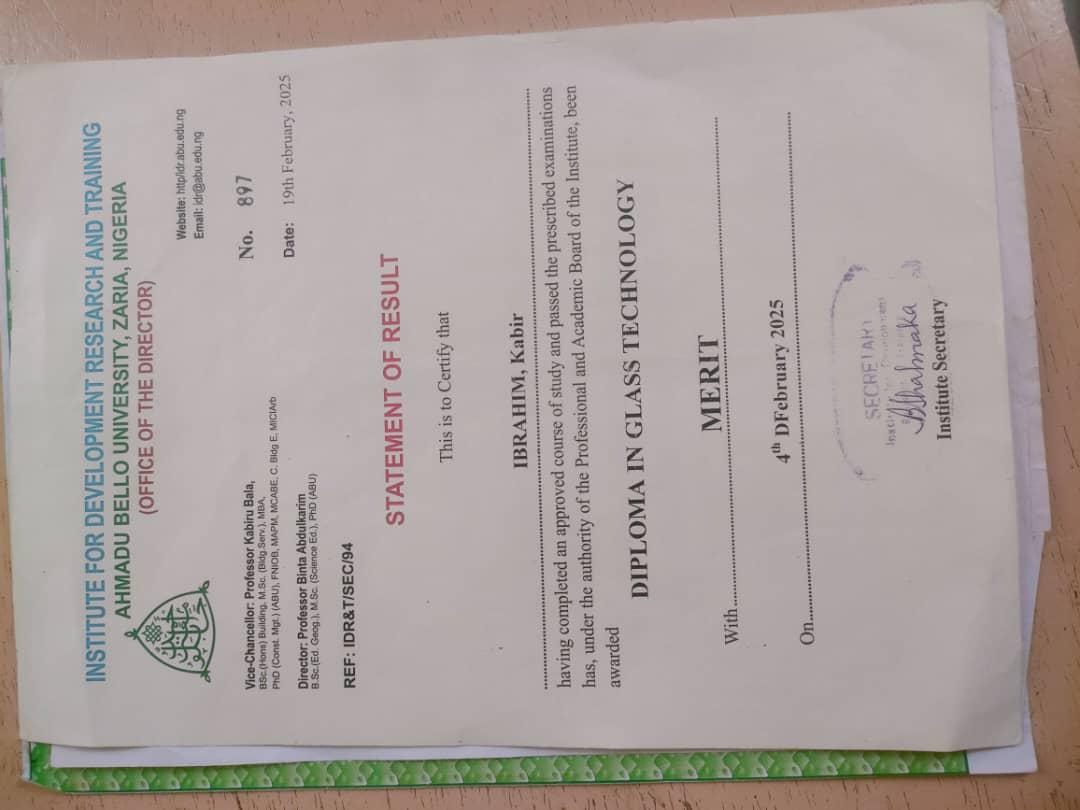 INSTITUTE FOR DEVELOPMENT RESEARCH AND TRAINING
AHMADU BELLO UNIVERSITY, ZARIA, NIGERIA
(OFFICE OF THE DIRECTOR)
Website: http/idr.abu.edu.ng
Email: idr@abu.edu.ng
Vice-Chancellor: Professor Kabiru Bala,
BSc.(Hons) Building, M.Sc. (Bldg.Serv.), MBA,
PhD (Const. Mgt.) (ABU), FNIOB, MAPM, MCABE, C. Bldg E, MICIArb
No. 897
Director: Professor Binta Abdulkarim
B.Sc.(Ed. Geog.), M.Sc. (Science Ed.), PhD (ABU)
Date: 19th February, 2025
REF: IDR&T/SEC/94
STATEMENT OF RESULT
This is to Certify that
IBRAHIM, Kabir
having completed an approved course of study and passed the prescribed examinations
has, under the authority of the Professional and Academic Board of the Institute, been
awarded
DIPLOMA IN GLASS TECHNOLOGY
With MERIT
On 4th DFebruary 2025
SECRETARY
Institute Secretary